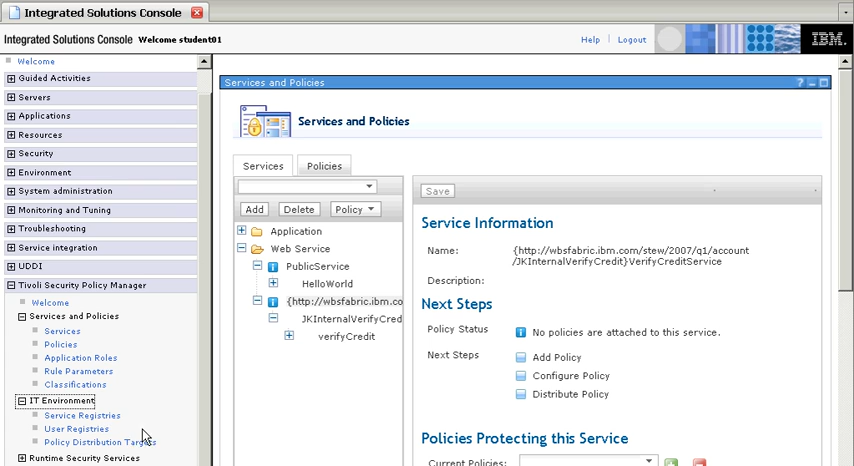 Integrated Solutions Console
Integrated Solutions Console Welcome student01
Help Logout
IBM.
Welcome
Guided Activities
Servers
Applications
Resources
Security
Environment
System administration
Monitoring and Tuning
Troubleshooting
Service integration
UDDI
Tivoli Security Policy Manager
Welcome
Services and Policies
Services
Policies
Application Roles
Rule Parameters
Classifications
IT Environment
Service Registries
User Registries
Policy Distribution Targets
Runtime Security Services
Services and Policies
Services and Policies
Services Policies
Add Delete Policy
Application
Web Service
PublicService
HelloWorld
{http://wbsfabric.ibm.co
JKInternalVerifyCred
verifyCredit
Save
Service Information
Name: {http://wbsfabric.ibm.com/stew/2007/q1/account
/JKInternalVerifyCredit}VerifyCreditService
Description:
Next Steps
Policy Status No policies are attached to this service.
Next Steps Add Policy
Configure Policy
Distribute Policy
Policies Protecting this Service
Current Policies: